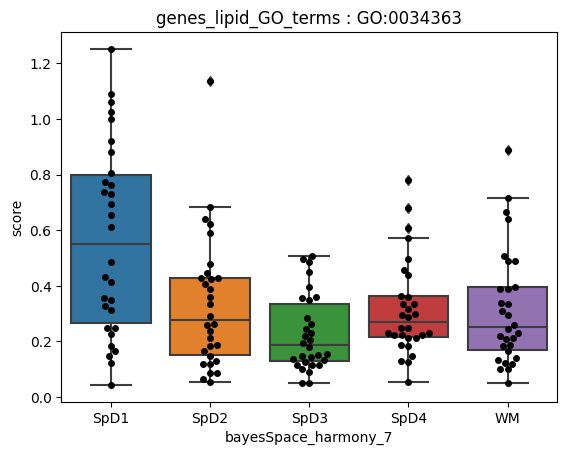 genes_lipid_GO_terms : GO:0034363
score
1.2
1.0
0.8
0.6
0.4
0.2
0.0
SpD1 SpD2 SpD3 SpD4 WM
bayesSpace_harmony_7